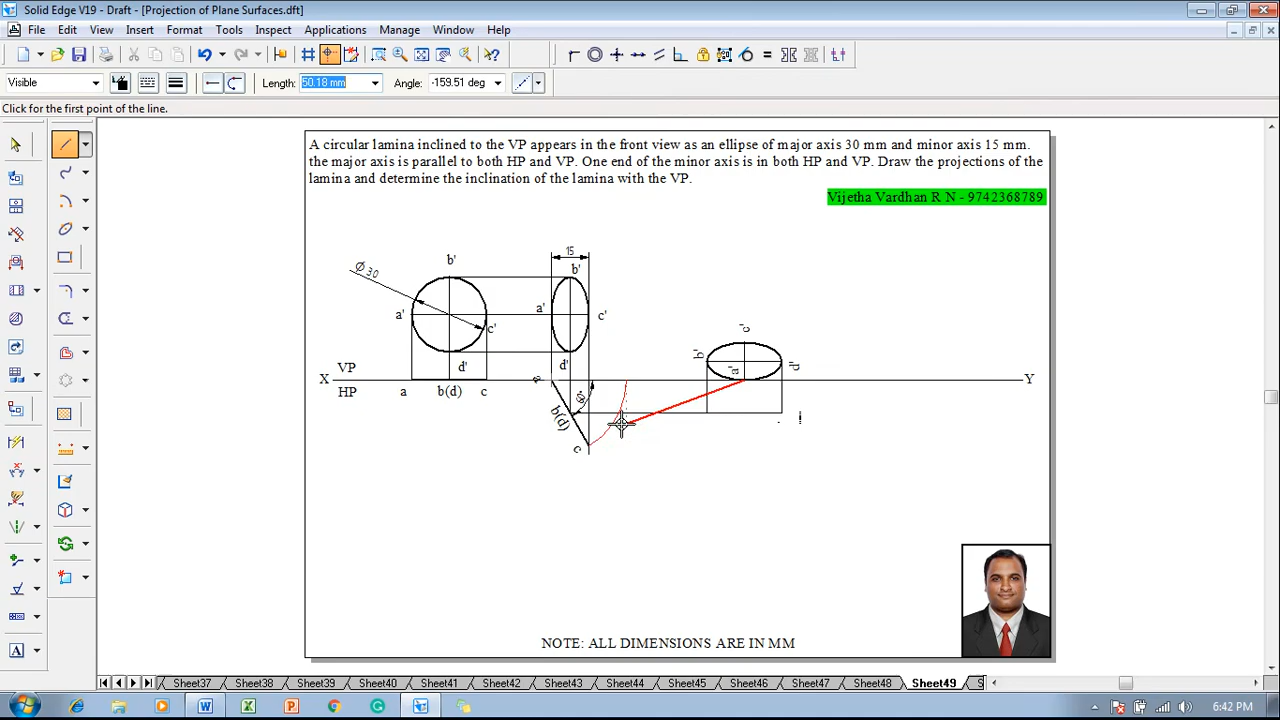 Solid Edge V19 - Draft - [Projection of Plane Surfaces.dft]
File Edit View Insert Format Tools Inspect Applications Manage Window Help
Visible Length: 50.18 mm Angle: -159.51 deg
Click for the first point of the line.
A circular lamina inclined to the VP appears in the front view as an ellipse of major axis 30 mm and minor axis 15 mm.
the major axis is parallel to both HP and VP. One end of the minor axis is in both HP and VP. Draw the projections of the
lamina and determine the inclination of the lamina with the VP.
Vijetha Vardhan R N - 9742368789
Ø 30
b'
15
b'
a'
c'
a'
c'
c'
b'
d'
a'
d'
d'
VP
X
Y
HP
a
b(d)
c
a
60°
b(d)
c
NOTE: ALL DIMENSIONS ARE IN MM
Sheet37 Sheet38 Sheet39 Sheet40 Sheet41 Sheet42 Sheet43 Sheet44 Sheet45 Sheet46 Sheet47 Sheet48 Sheet49 S
6:42 PM